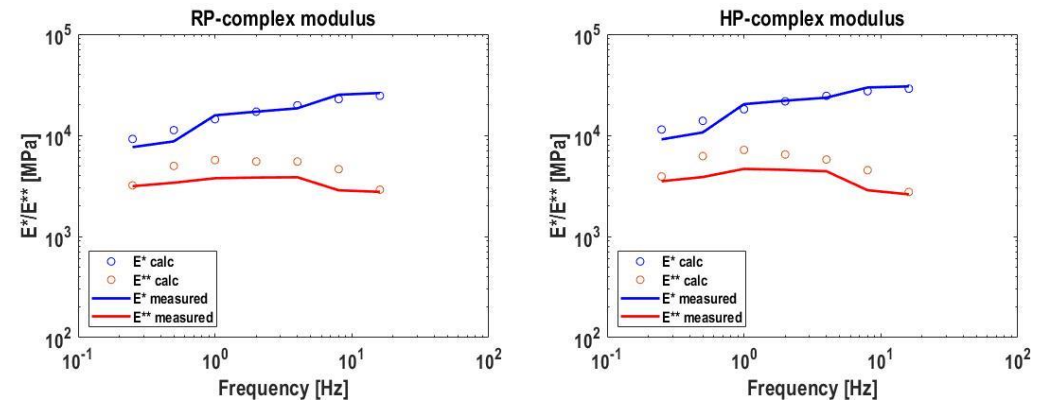 RP-complex modulus
10^5
10^4
10^3
10^2
E*/E** [MPa]
E* calc
E** calc
E* measured
E** measured
10^-1
10^0
10^1
10^2
Frequency [Hz]
HP-complex modulus
10^5
10^4
10^3
10^2
E*/E** [MPa]
E* calc
E** calc
E* measured
E** measured
10^-1
10^0
10^1
10^2
Frequency [Hz]